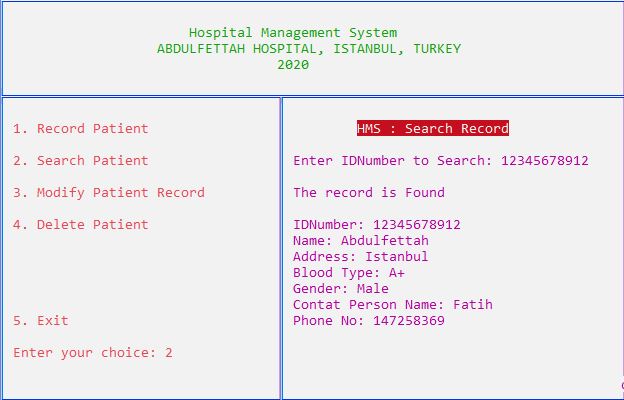 Hospital Management System
ABDULFETTAH HOSPITAL, ISTANBUL, TURKEY
2020
1. Record Patient
2. Search Patient
3. Modify Patient Record
4. Delete Patient
5. Exit
Enter your choice: 2
HMS : Search Record
Enter IDNumber to Search: 12345678912
The record is Found
IDNumber: 12345678912
Name: Abdulfettah
Address: Istanbul
Blood Type: A+
Gender: Male
Contat Person Name: Fatih
Phone No: 147258369